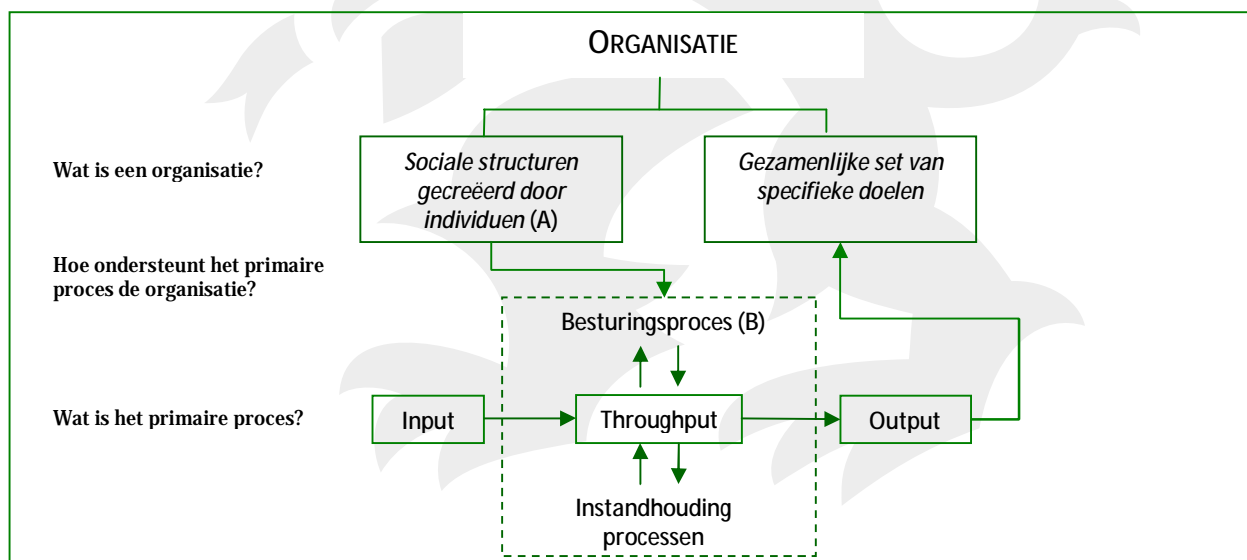 ORGANISATIE
Wat is een organisatie?
Sociale structuren
gecreëerd door
individuen (A)
Gezamenlijke set van
specifieke doelen
Hoe ondersteunt het primaire
proces de organisatie?
Besturingsproces (B)
Wat is het primaire proces?
Input
Throughput
Output
Instandhouding
processen